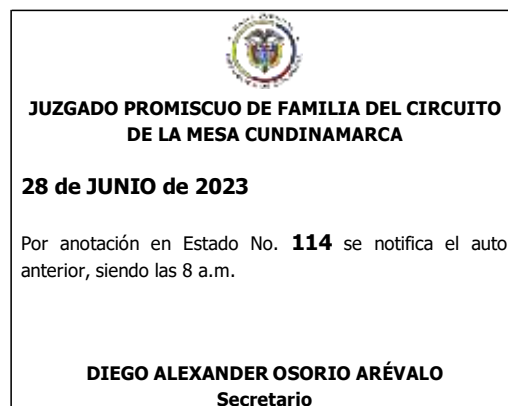 JUZGADO PROMISCUO DE FAMILIA DEL CIRCUITO
DE LA MESA CUNDINAMARCA
28 de JUNIO de 2023
Por anotación en Estado No. 114 se notifica el auto
anterior, siendo las 8 a.m.
DIEGO ALEXANDER OSORIO ARÉVALO
Secretario